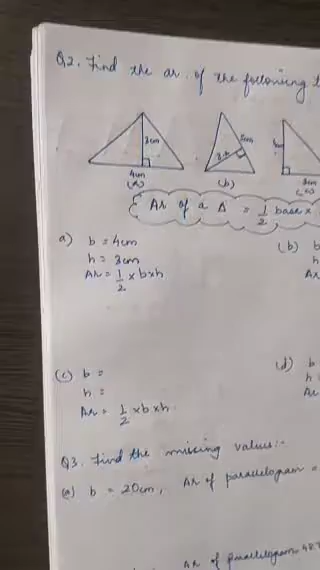 Q2. Find the ar. of the following
3cm
4cm
(a)
5cm
(b)
3cm
(c)
Ar of a Δ = 1/2 base ×
a) b = 4cm
h = 3cm
Ar = 1/2 × b × h
(b) b
h
Ar
(c) b =
h =
Ar = 1/2 × b × h
(d) b
h =
Ar
Q3. Find the missing values:-
(a) b = 20cm, Ar of parallelogram =
Ar of parallelogram